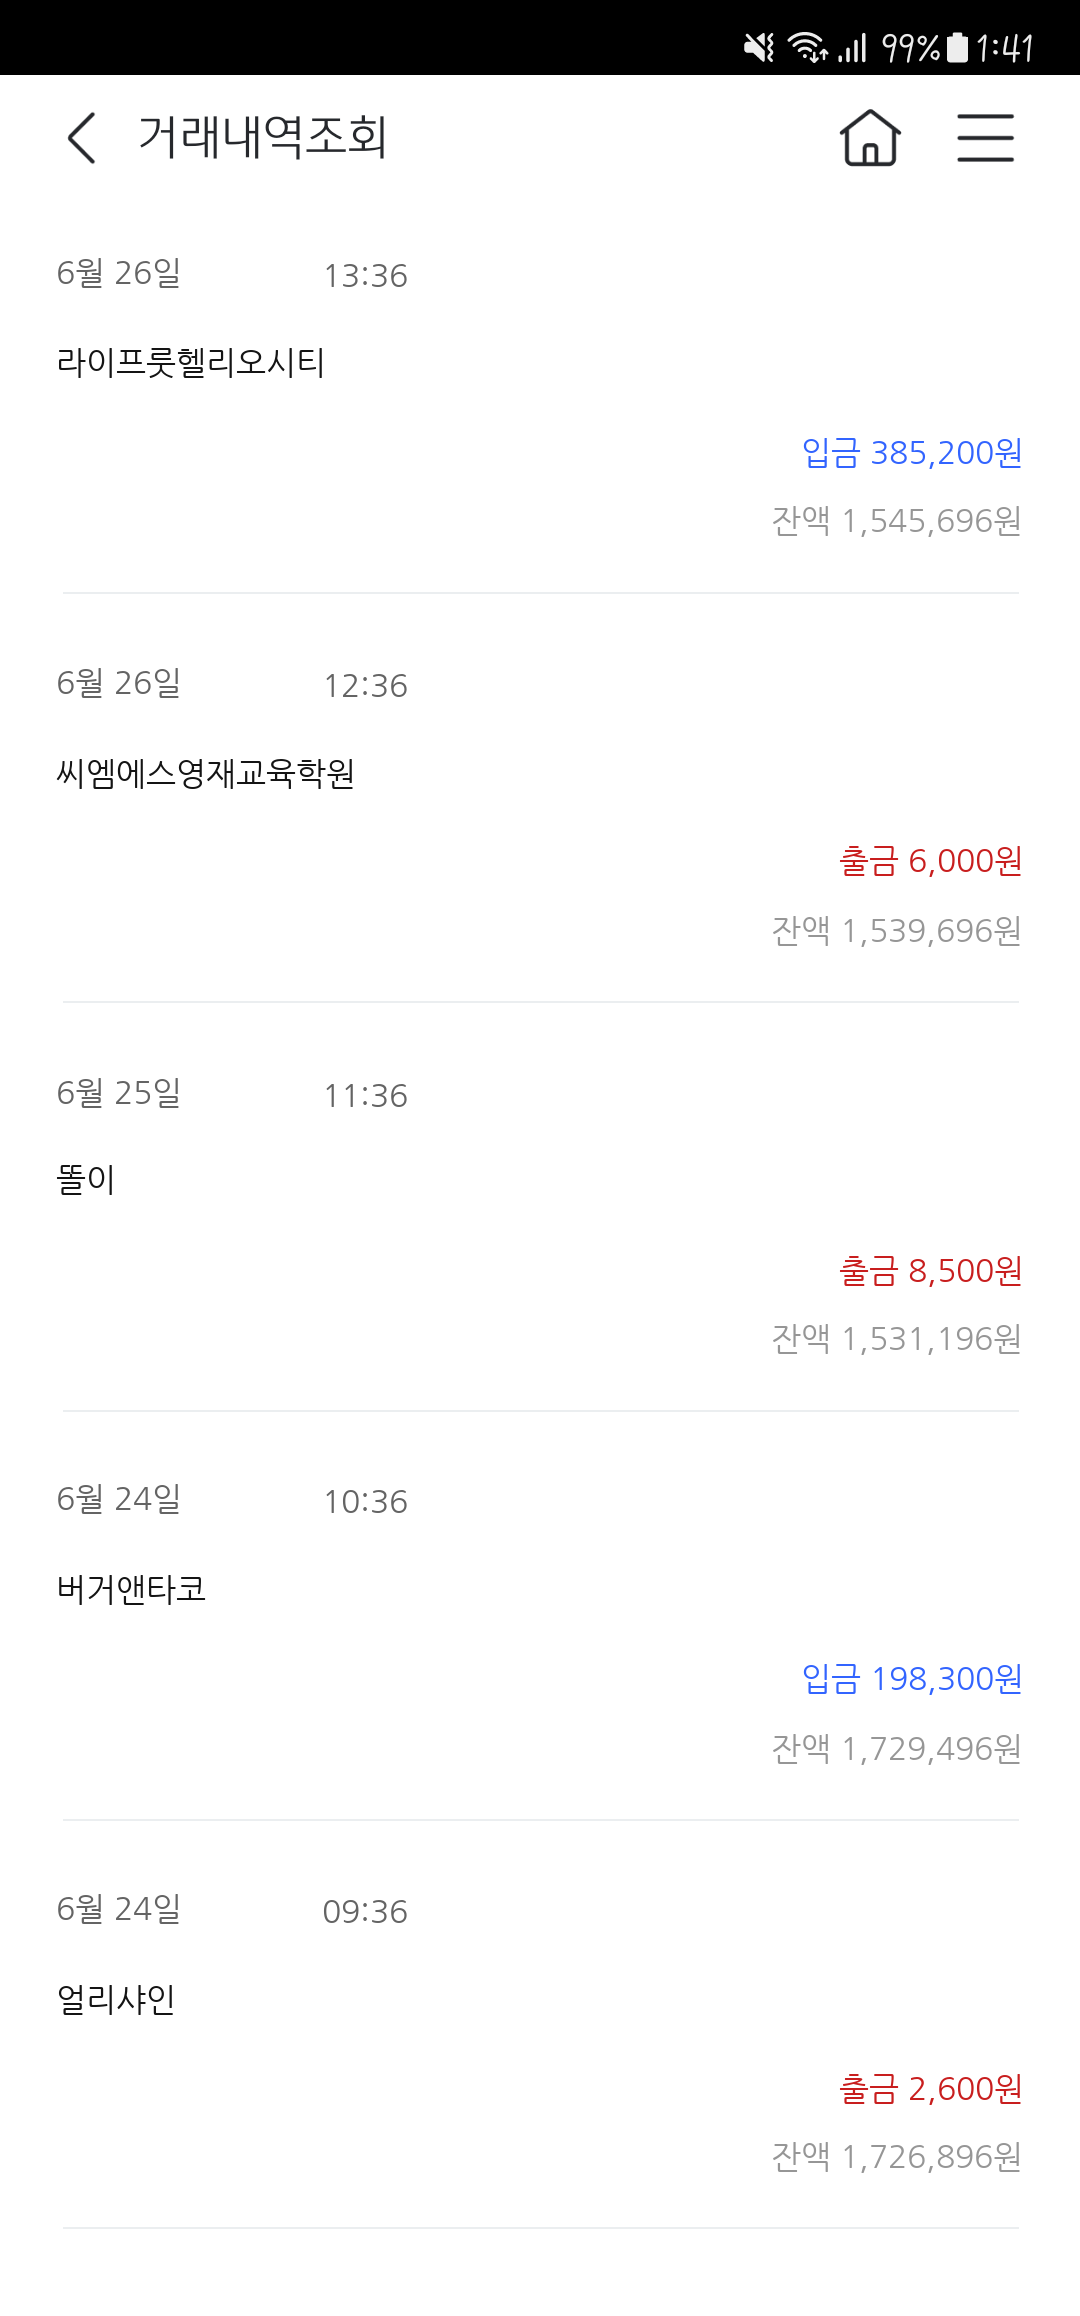 99% 1:41
거래내역조회
6월 26일 13:36
라이프룻헬리오시티
입금 385,200원
잔액 1,545,696원
6월 26일 12:36
씨엠에스영재교육학원
출금 6,000원
잔액 1,539,696원
6월 25일 11:36
똘이
출금 8,500원
잔액 1,531,196원
6월 24일 10:36
버거앤타코
입금 198,300원
잔액 1,729,496원
6월 24일 09:36
얼리샤인
출금 2,600원
잔액 1,726,896원